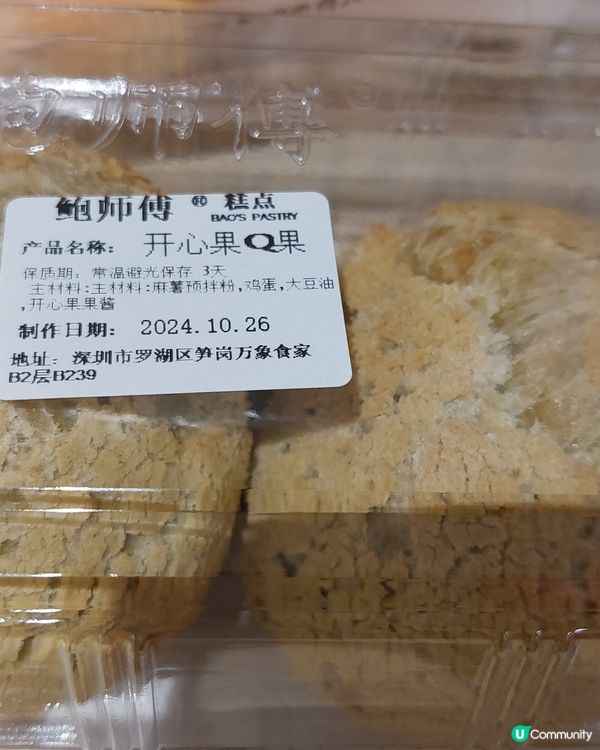 鲍师傅
鲍师傅® 糕点
BAO'S PASTRY
产品名称： 开心果Q果
保质期：常温避光保存 3天
主材料:主材料:麻薯预拌粉,鸡蛋,大豆油
,开心果果酱
制作日期： 2024.10.26
地址：深圳市罗湖区笋岗万象食家
B2层B239
U Community